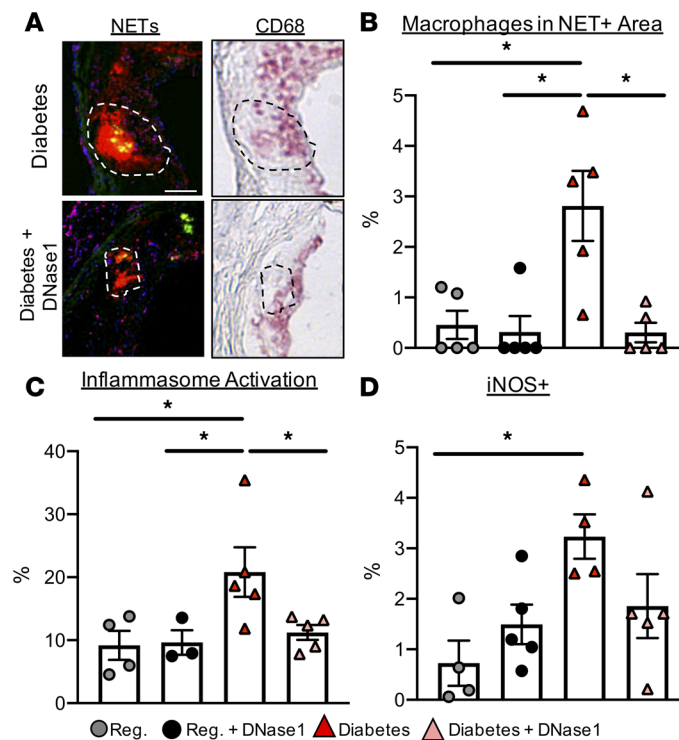 A
NETs
CD68
Diabetes
Diabetes +
DNase1
B
Macrophages in NET+ Area
*
*
*
5
4
3
2
1
0
%
C
Inflammasome Activation
*
*
*
40
30
20
10
0
%
D
iNOS+
*
5
4
3
2
1
0
%
Reg.
Reg. + DNase1
Diabetes
Diabetes + DNase1